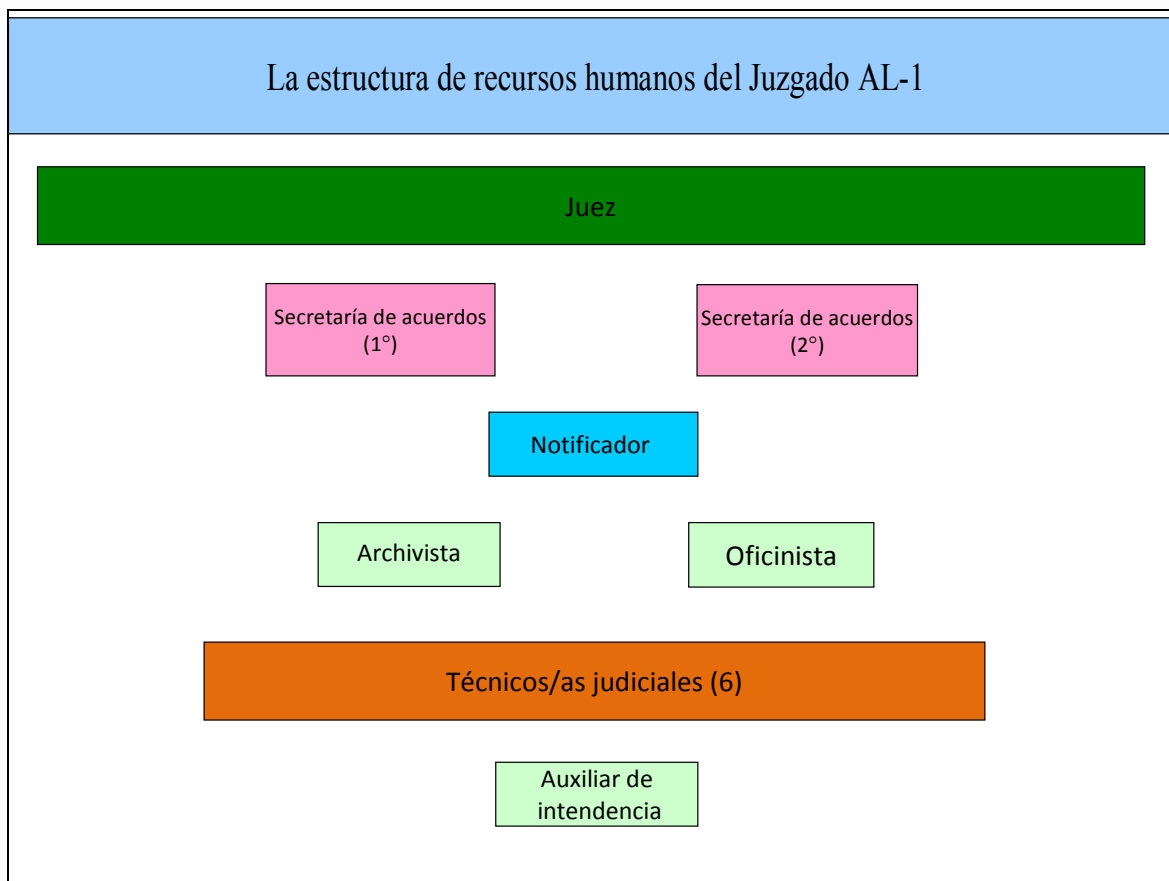 La estructura de recursos humanos del Juzgado AL-1
Juez
Secretaría de acuerdos
(1°)
Secretaría de acuerdos
(2°)
Notificador
Archivista
Oficinista
Técnicos/as judiciales (6)
Auxiliar de
intendencia